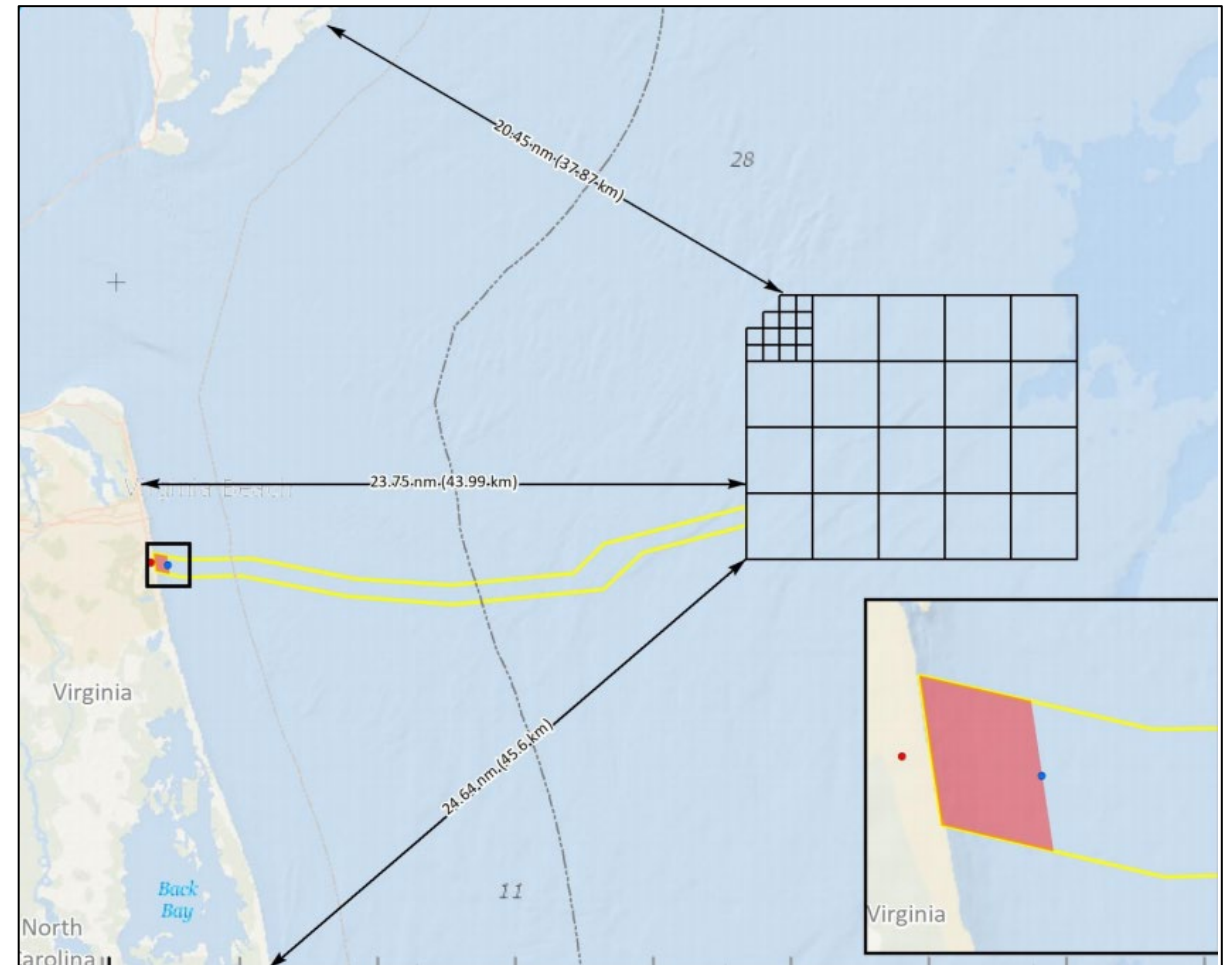 20.45 nm (37.87 km)
28
23.75 nm (43.99 km)
Virginia Beach
Virginia
24.64 nm (45.6 km)
Back
Bay
11
Virginia
North
arolina